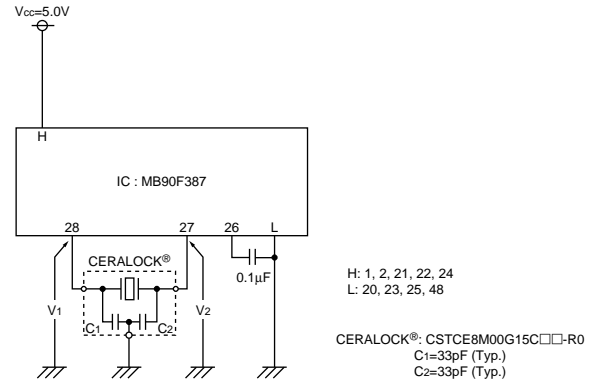 Vcc=5.0V
H
IC : MB90F387
28 27 26 L
CERALOCK®
0.1μF
V1 C1 C2 V2
H: 1, 2, 21, 22, 24
L: 20, 23, 25, 48
CERALOCK®: CSTCE8M00G15C□□-R0
C1=33pF (Typ.)
C2=33pF (Typ.)